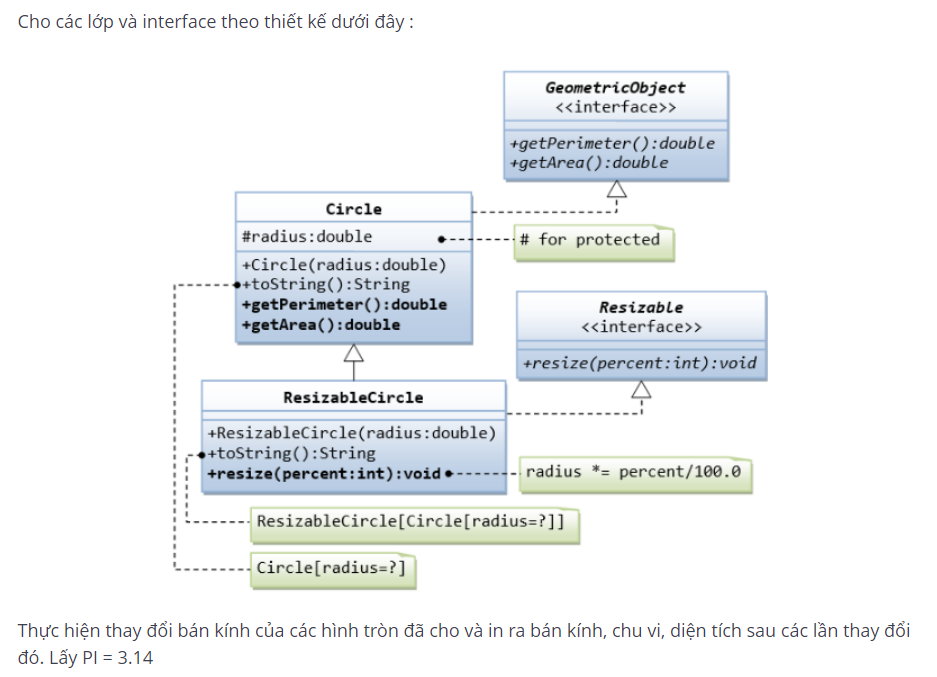 Cho các lớp và interface theo thiết kế dưới đây :
GeometricObject
<<interface>>
+getPerimeter():double
+getArea():double
Circle
#radius:double
# for protected
+Circle(radius:double)
+toString():String
+getPerimeter():double
+getArea():double
Resizable
<<interface>>
+resize(percent:int):void
ResizableCircle
+ResizableCircle(radius:double)
+toString():String
+resize(percent:int):void
radius *= percent/100.0
ResizableCircle[Circle[radius=?]]
Circle[radius=?]
Thực hiện thay đổi bán kính của các hình tròn đã cho và in ra bán kính, chu vi, diện tích sau các lần thay đổi
đó. Lấy PI = 3.14